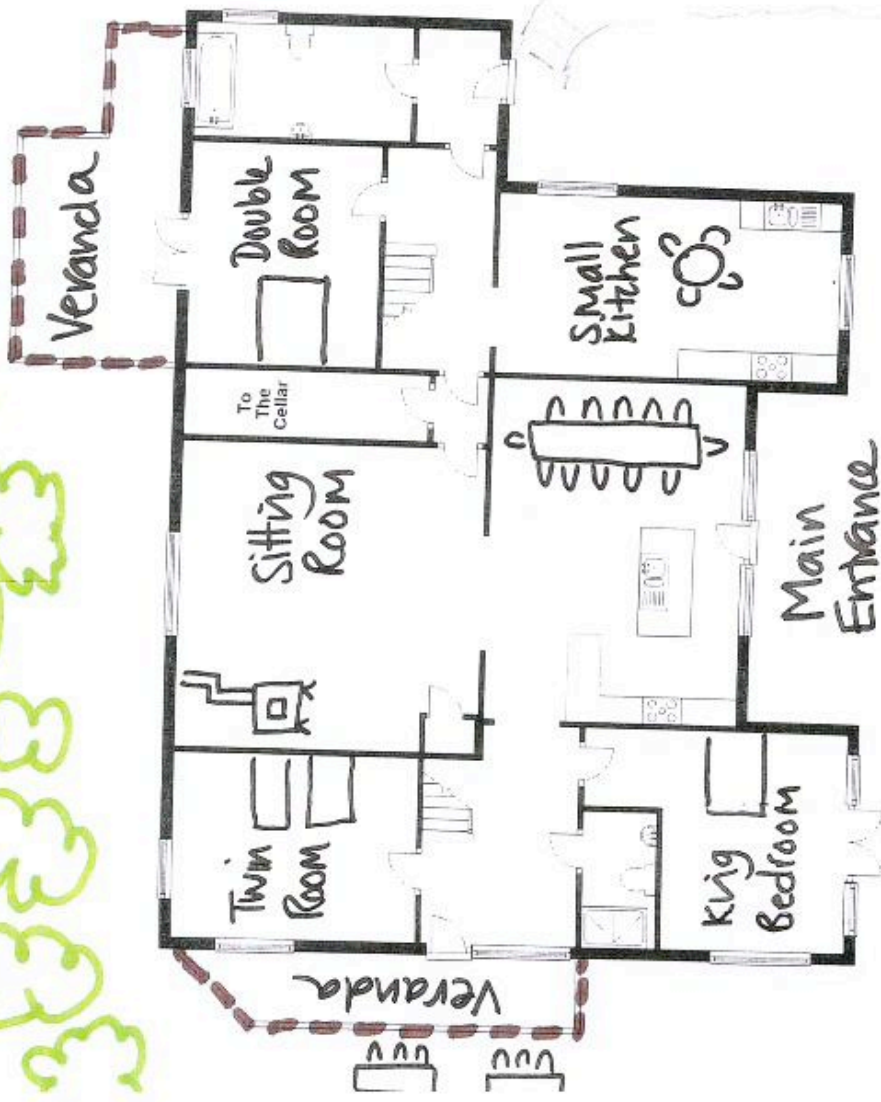 Veranda
Double
Room
Small
Kitchen
To
The
Cellar
Sitting
Room
Main
Entrance
Twin
Room
King
Bedroom
Veranda